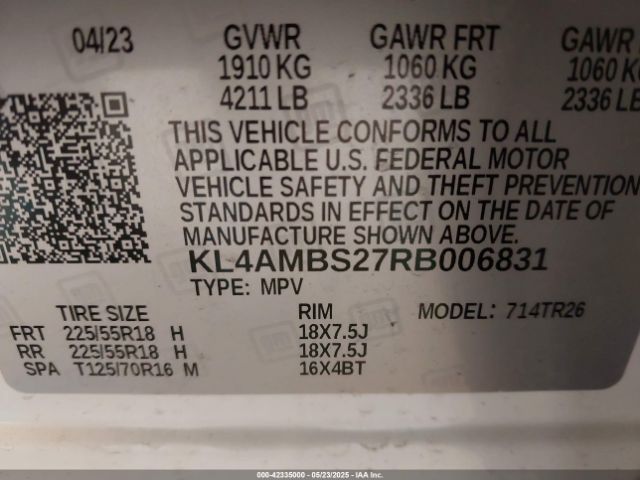 04/23 GVWR GAWR FRT GAWR
1910 KG 1060 KG 1060 KG
4211 LB 2336 LB 2336 LB
THIS VEHICLE CONFORMS TO ALL
APPLICABLE U.S. FEDERAL MOTOR
VEHICLE SAFETY AND THEFT PREVENTION
STANDARDS IN EFFECT ON THE DATE OF
MANUFACTURE SHOWN ABOVE.
KL4AMBS27RB006831
TYPE: MPV
TIRE SIZE RIM MODEL: 714TR26
FRT 225/55R18 H 18X7.5J
RR 225/55R18 H 18X7.5J
SPA T125/70R16 M 16X4BT
000-42335000 05/23/2025 - IAAI.COM